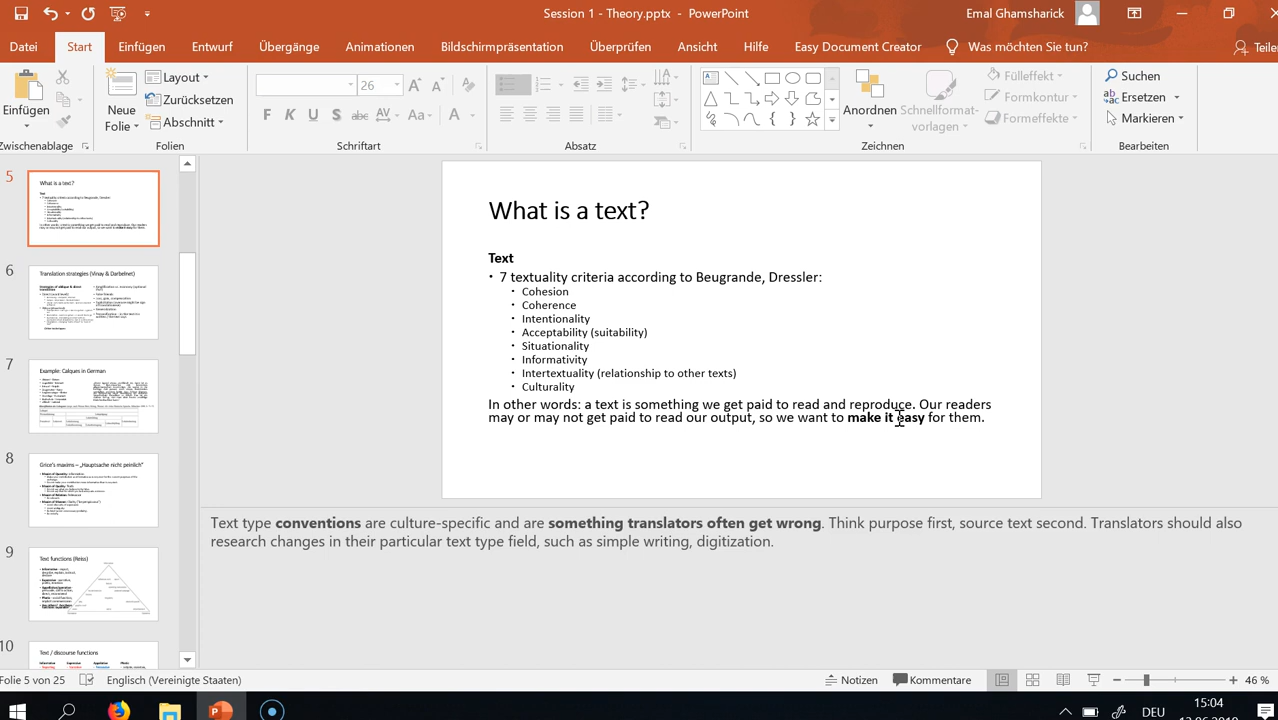 Session 1 - Theory.pptx - PowerPoint
Emal Ghamsharick
Datei Start Einfügen Entwurf Übergänge Animationen Bildschirmpräsentation Überprüfen Ansicht Hilfe Easy Document Creator Was möchten Sie tun?
Einfügen
Neue Folie
Layout
Zurücksetzen
Abschnitt
26
F K U S abc AV Aa A
Anordnen
Schnellformat-
vorlagen
Fülleffekt
Formkontur
Formeffekte
Suchen
Ersetzen
Markieren
Zwischenablage Folien Schriftart Absatz Zeichnen Bearbeiten
5
What is a text?
6
Translation strategies (Vinay & Darbelnet)
7
Example: Calques in German
8
Grice's maxims – „Hauptsache nicht peinlich“
9
Text functions (Reiss)
10
Text / discourse functions
What is a text?
Text
• 7 textuality criteria according to Beugrande, Dressler:
• Cohesion
• Coherence
• Intentionality
• Acceptability (suitability)
• Situationality
• Informativity
• Intertextuality (relationship to other texts)
• Culturality
In other words: a text is something we get paid to read and reproduce. Our readers
may or may not get paid to read our output, so we want to make it easy for them.
Text type conventions are culture-specific and are something translators often get wrong. Think purpose first, source text second. Translators should also
research changes in their particular text type field, such as simple writing, digitization.
Folie 5 von 25 Englisch (Vereinigte Staaten) Notizen Kommentare 46 %
DEU
15:04